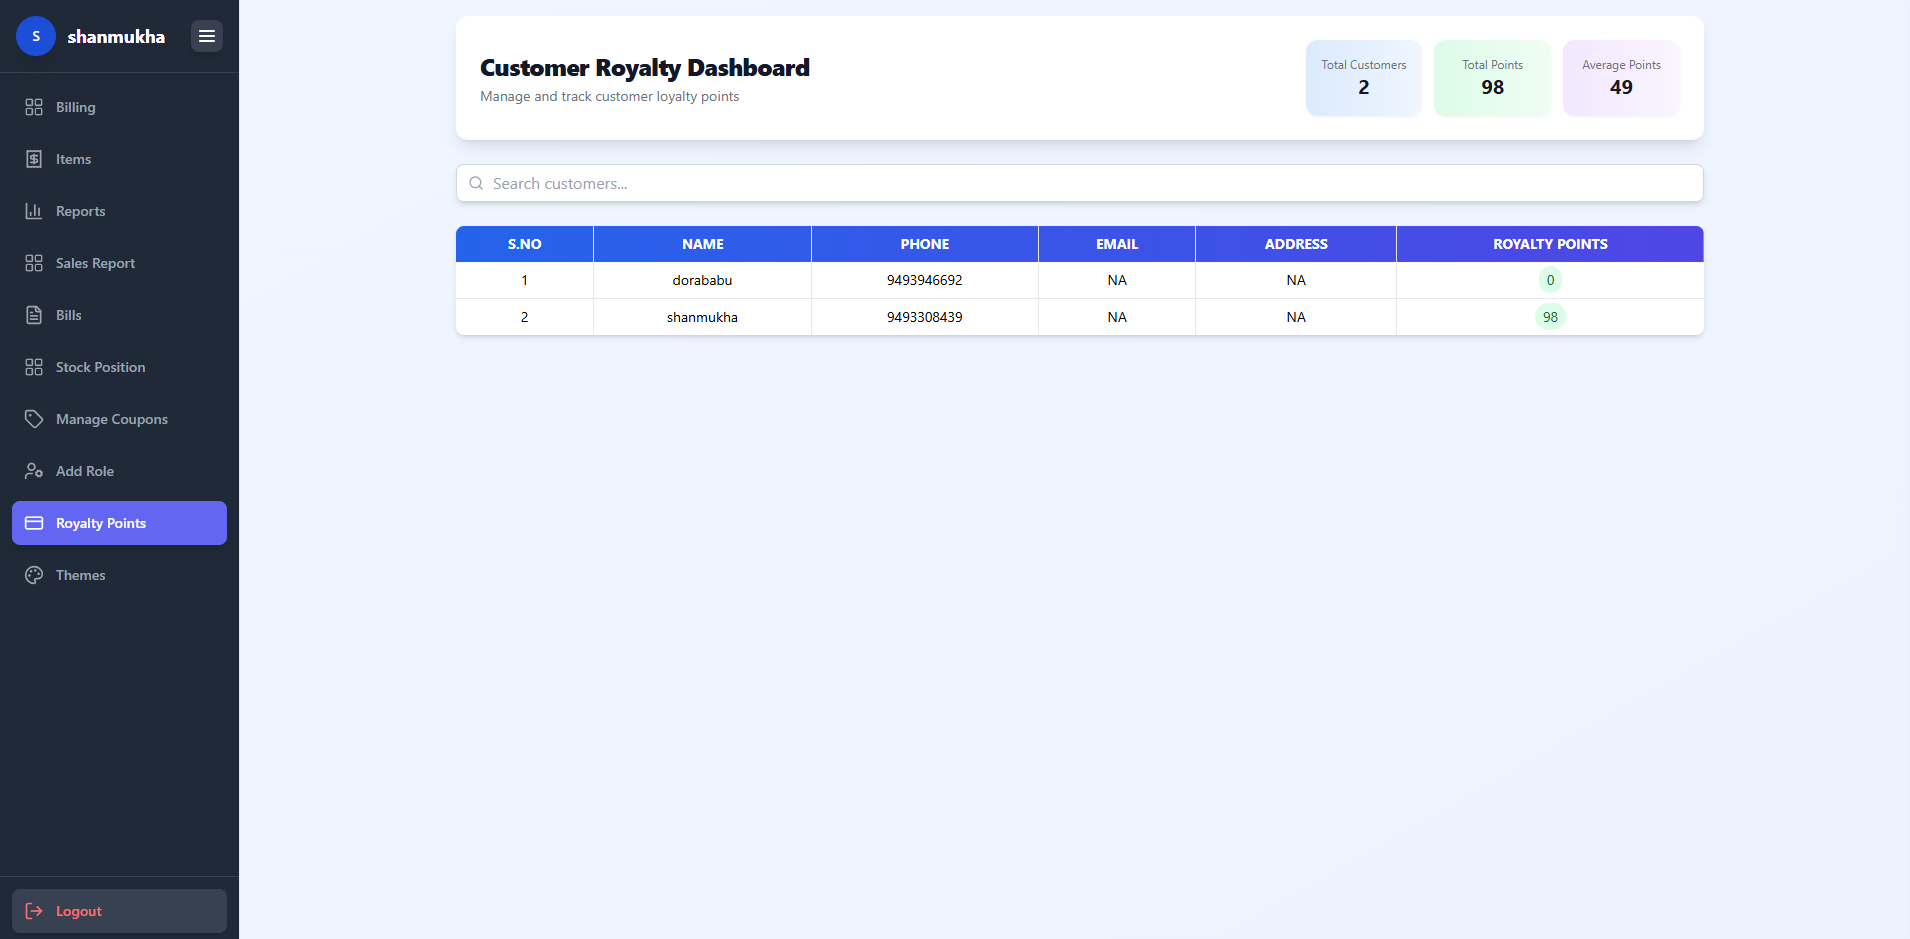 S
shanmukha
Billing
Items
Reports
Sales Report
Bills
Stock Position
Manage Coupons
Add Role
Royalty Points
Themes
Logout
Customer Royalty Dashboard
Manage and track customer loyalty points
Total Customers
2
Total Points
98
Average Points
49
Search customers...
S.NO NAME PHONE EMAIL ADDRESS ROYALTY POINTS
1 dorababu 9493946692 NA NA 0
2 shanmukha 9493308439 NA NA 98